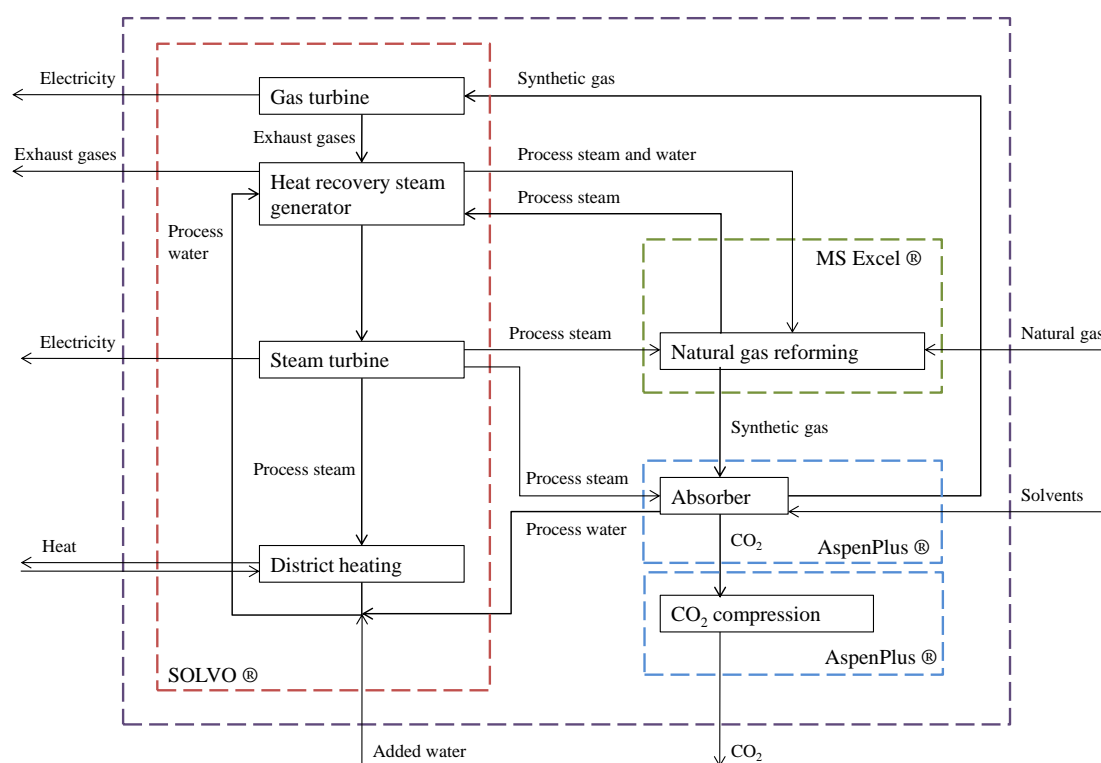 Electricity
Gas turbine
Synthetic gas
Exhaust gases
Exhaust gases
Heat recovery steam
generator
Process steam and water
Process steam
Process
water
MS Excel ®
Electricity
Steam turbine
Process steam
Natural gas reforming
Natural gas
Synthetic gas
Process steam
Process steam
Absorber
Solvents
Process water
CO₂
AspenPlus ®
Heat
District heating
CO₂ compression
AspenPlus ®
SOLVO ®
Added water
CO₂